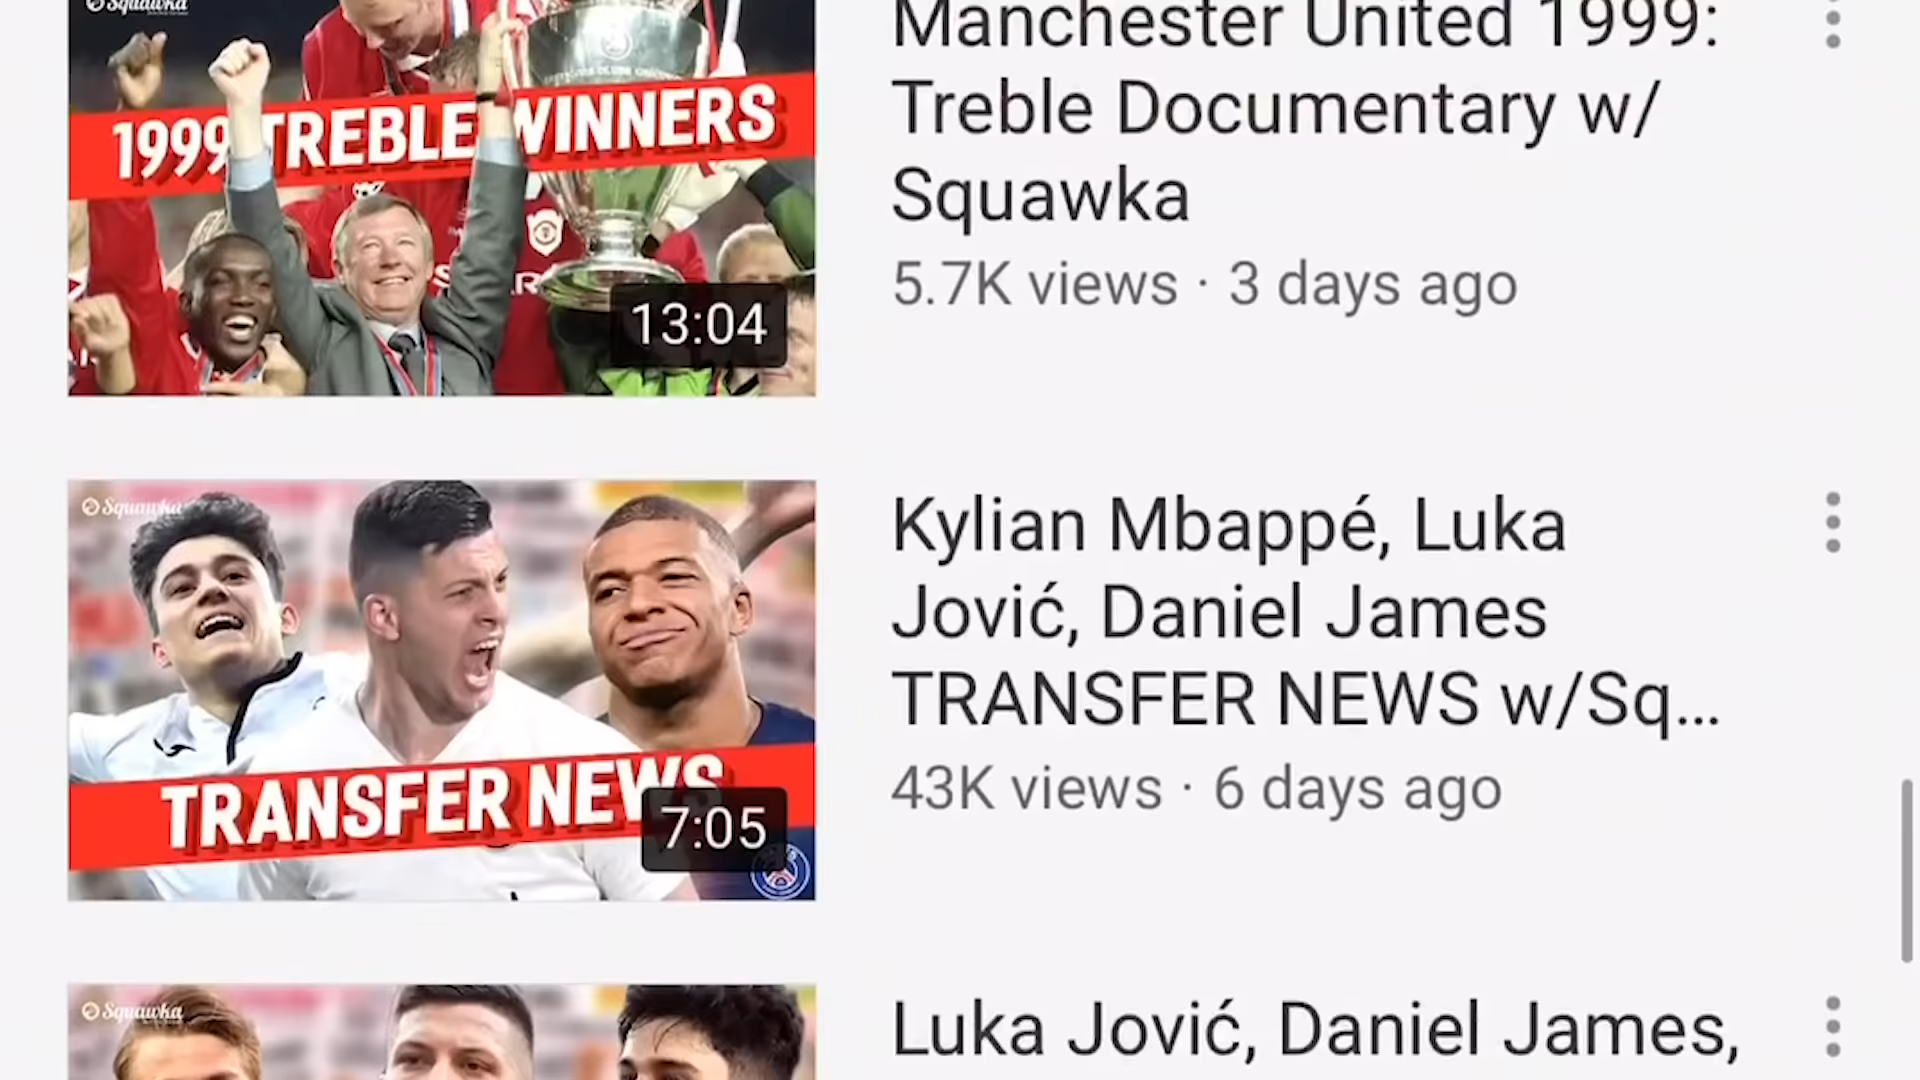 Squawka
1999 TREBLE WINNERS
13:04
Manchester United 1999:
Treble Documentary w/
Squawka
5.7K views · 3 days ago
Squawka
TRANSFER NEWS
7:05
Kylian Mbappé, Luka
Jović, Daniel James
TRANSFER NEWS w/Sq...
43K views · 6 days ago
Squawka
Luka Jović, Daniel James,